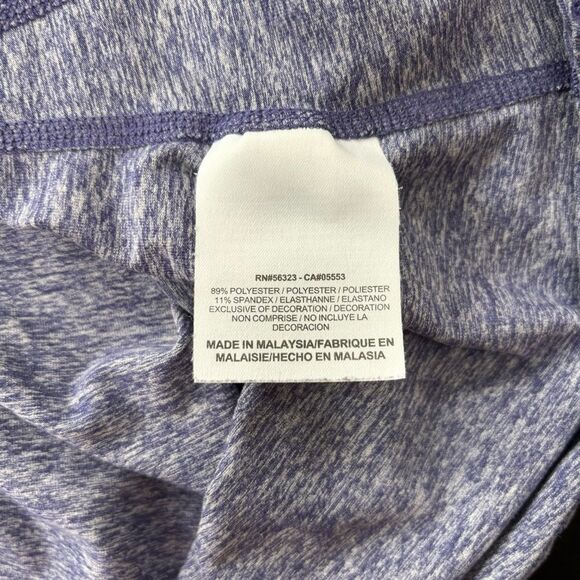 RN#56323 - CA#05553
89% POLYESTER / POLYESTER / POLIESTER
11% SPANDEX / ELASTHANNE / ELASTANO
EXCLUSIVE OF DECORATION / DECORATION
NON COMPRISE / NO INCLUYE LA
DECORACION
MADE IN MALAYSIA/FABRIQUE EN
MALAISIE/HECHO EN MALASIA